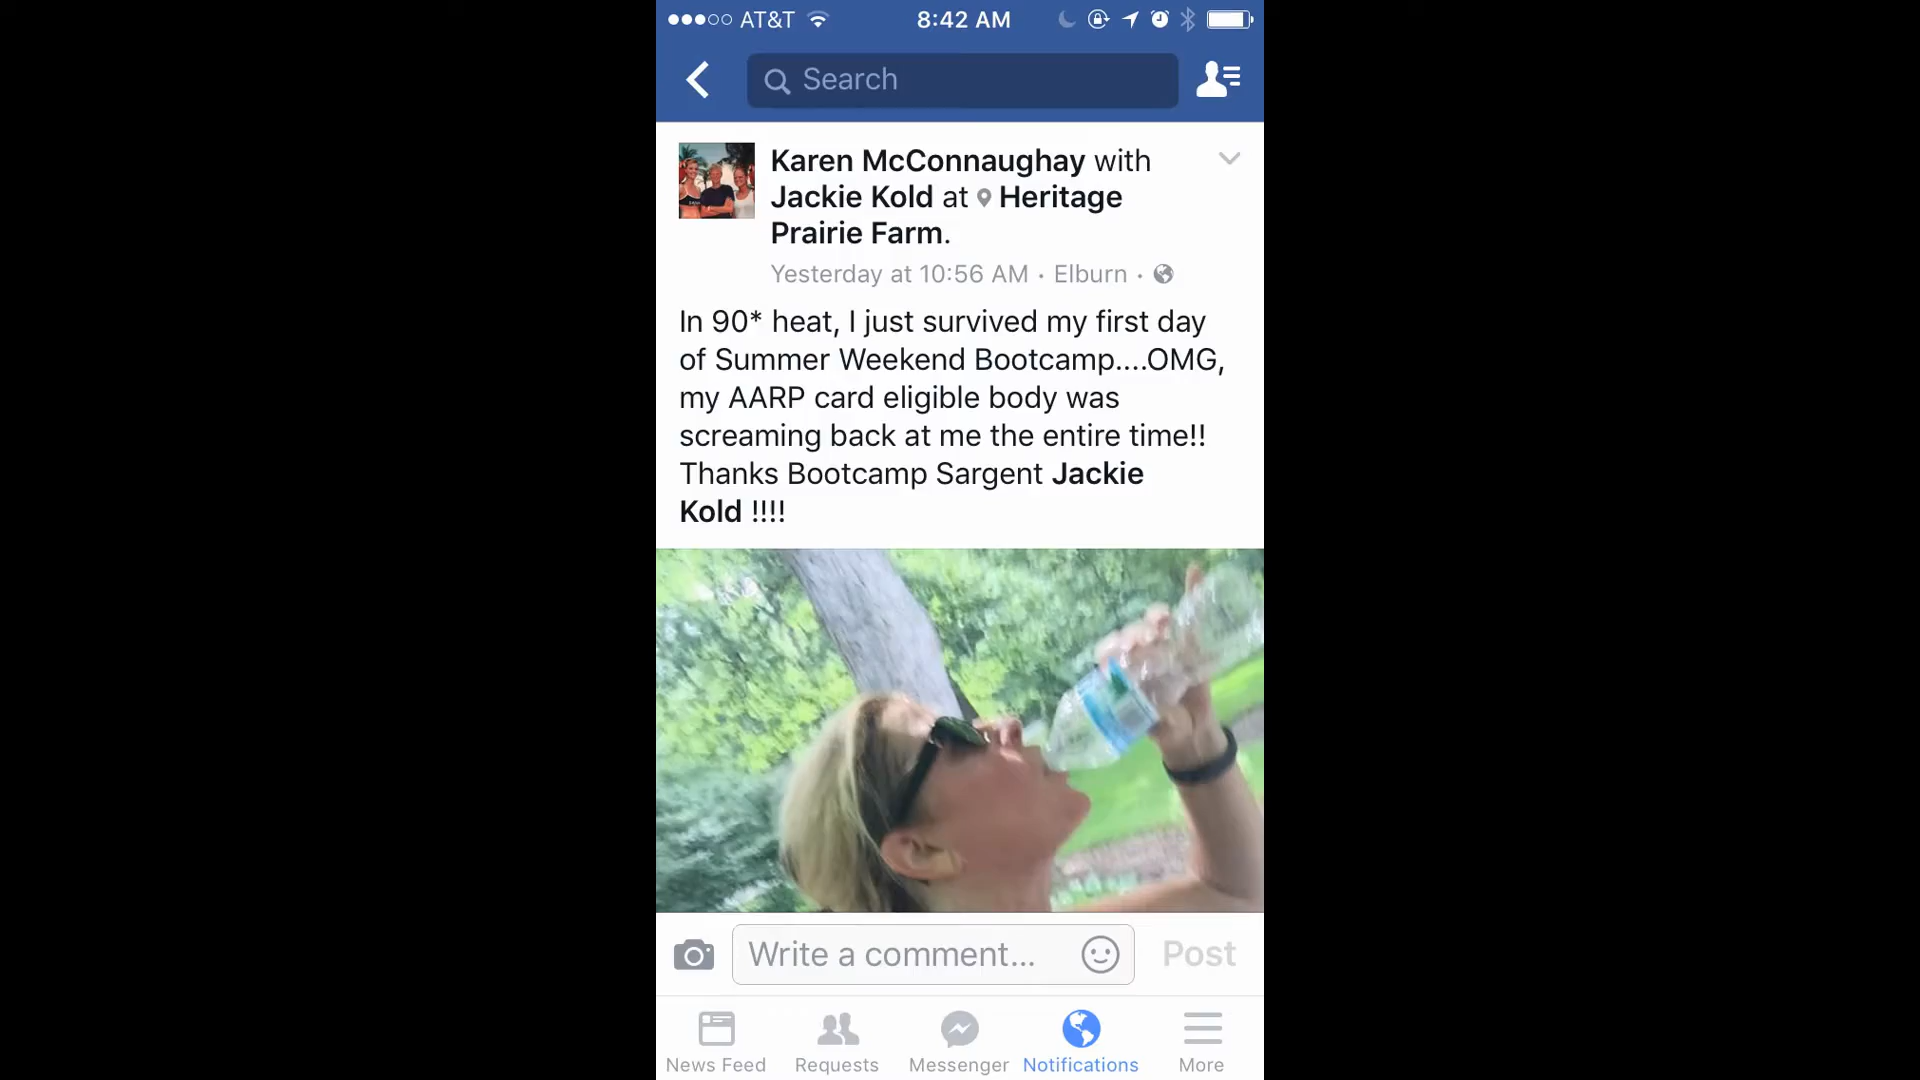 AT&T 8:42 AM
Search
Karen McConnaughay with
Jackie Kold at Heritage
Prairie Farm.
Yesterday at 10:56 AM · Elburn ·
In 90* heat, I just survived my first day
of Summer Weekend Bootcamp....OMG,
my AARP card eligible body was
screaming back at me the entire time!!
Thanks Bootcamp Sargent Jackie
Kold !!!!
Write a comment... Post
News Feed Requests Messenger Notifications More